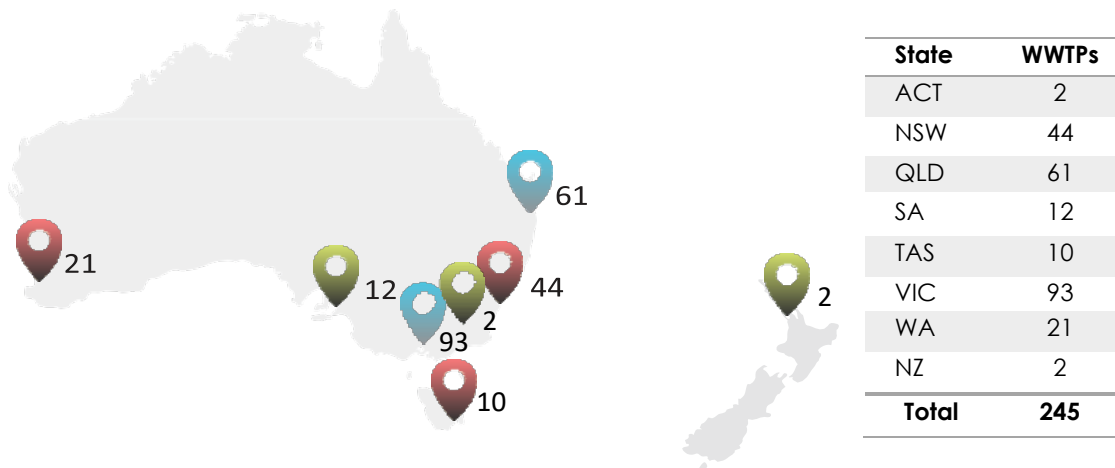 61
21
12
44
2
93
10
2
State WWTPs
ACT 2
NSW 44
QLD 61
SA 12
TAS 10
VIC 93
WA 21
NZ 2
Total 245